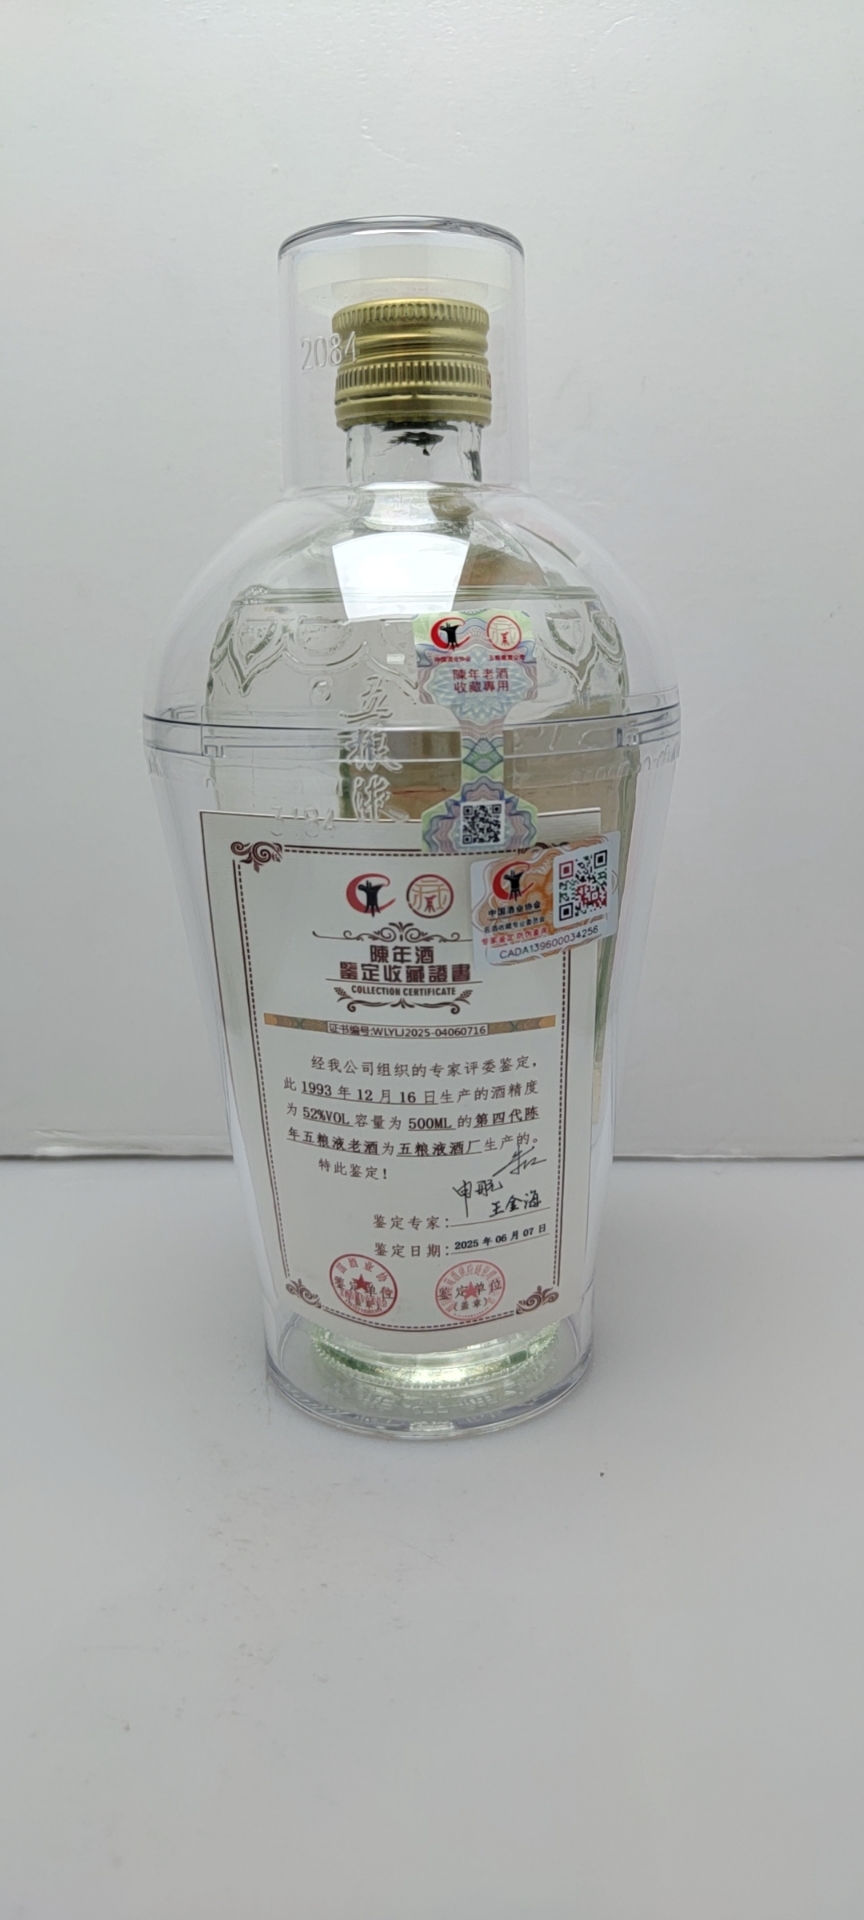 2084
五
粮
液
陳年老酒
收藏專用
中国酒业协会
CADA139600034256
陳年酒
鑒定收藏證書
COLLECTION CERTIFICATE
证书编号:WLYLJ2025-04060716
经我公司组织的专家评委鉴定，
此1993年12月16日生产的酒精度
为52%VOL容量为500ML的第四代陈
年五粮液老酒为五粮液酒厂生产的。
特此鉴定！
申晓
王金海
鉴定专家：
鉴定日期：2025年06月07日
鉴定单位
（盖章）
鉴定单位
（盖章）